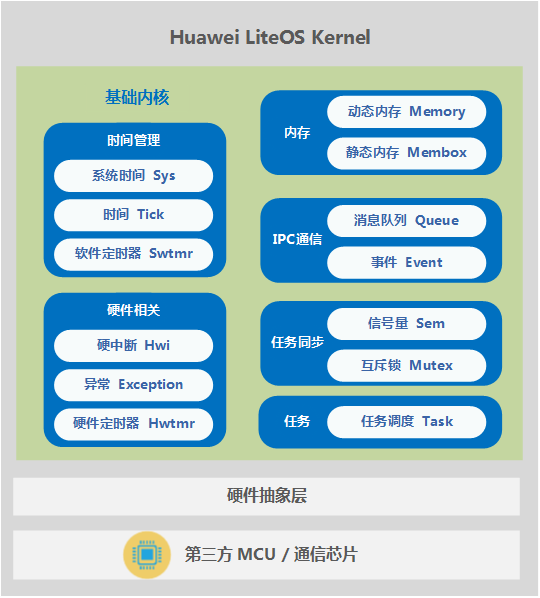 Huawei LiteOS Kernel
基础内核
时间管理
系统时间 Sys
时间 Tick
软件定时器 Swtmr
硬件相关
硬中断 Hwi
异常 Exception
硬件定时器 Hwtmr
内存
动态内存 Memory
静态内存 Membox
IPC通信
消息队列 Queue
事件 Event
任务同步
信号量 Sem
互斥锁 Mutex
任务
任务调度 Task
硬件抽象层
第三方 MCU / 通信芯片